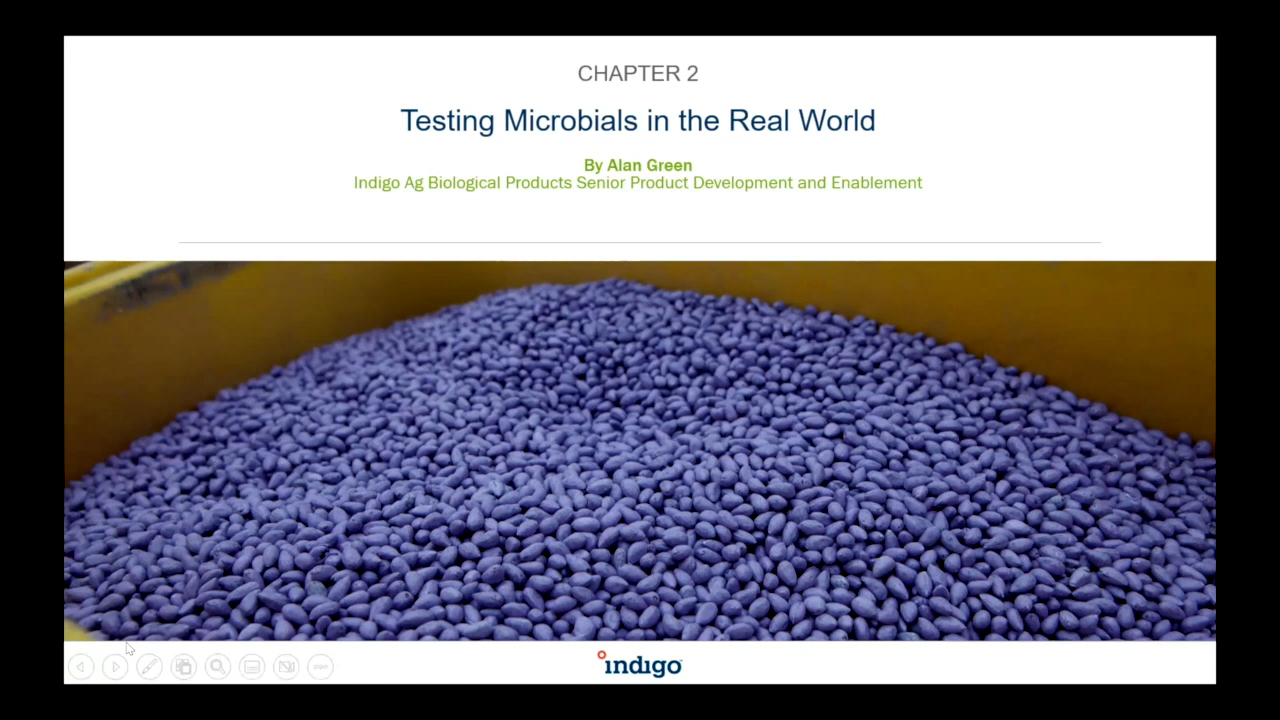 CHAPTER 2
Testing Microbials in the Real World
By Alan Green
Indigo Ag Biological Products Senior Product Development and Enablement
indigo